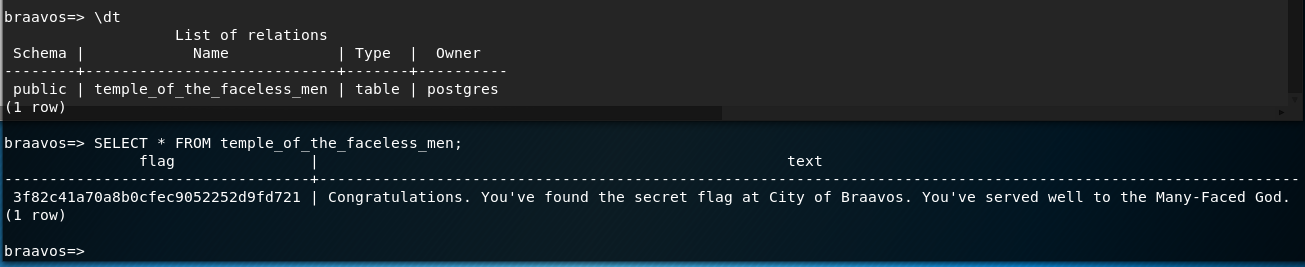 braavos=> \dt
List of relations
Schema | Name | Type | Owner
--------+----------------------------+-------+----------
public | temple_of_the_faceless_men | table | postgres
(1 row)
braavos=> SELECT * FROM temple_of_the_faceless_men;
flag | text
----------------------------------+------------------------------------------------------------------------------------------------------------
3f82c41a70a8b0cfec9052252d9fd721 | Congratulations. You've found the secret flag at City of Braavos. You've served well to the Many-Faced God.
(1 row)
braavos=>